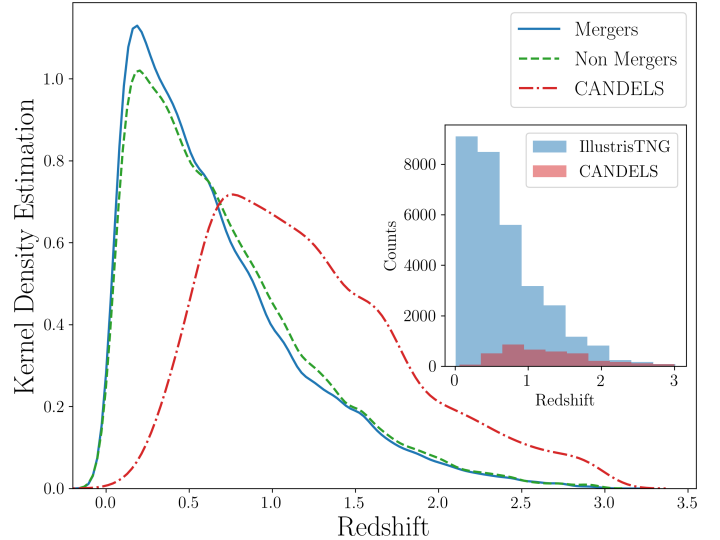 Kernel Density Estimation
1.0
0.8
0.6
0.4
0.2
0.0
0.0 0.5 1.0 1.5 2.0 2.5 3.0 3.5
Redshift
Mergers
Non Mergers
CANDELS
IllustrisTNG
CANDELS
Counts
8000
6000
4000
2000
0
0 1 2 3
Redshift